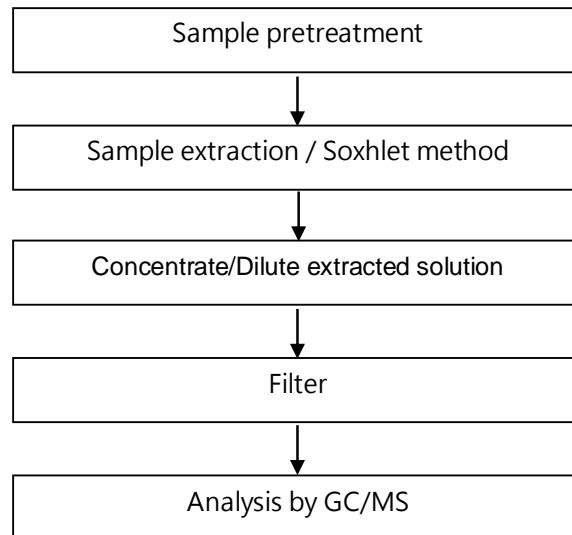 Sample pretreatment
Sample extraction / Soxhlet method
Concentrate/Dilute extracted solution
Filter
Analysis by GC/MS